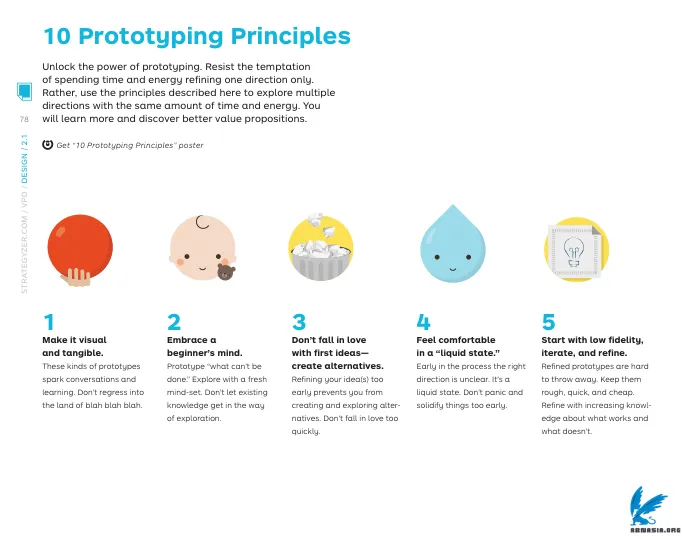 10 Prototyping Principles
Unlock the power of prototyping. Resist the temptation
of spending time and energy refining one direction only.
Rather, use the principles described here to explore multiple
directions with the same amount of time and energy. You
will learn more and discover better value propositions.
78
Get “10 Prototyping Principles” poster
STRATEGYZER.COM / VPD / DESIGN / 2.1
1
Make it visual
and tangible.
These kinds of prototypes
spark conversations and
learning. Don’t regress into
the land of blah blah blah.
2
Embrace a
beginner’s mind.
Prototype “what can’t be
done.” Explore with a fresh
mind-set. Don’t let existing
knowledge get in the way
of exploration.
3
Don’t fall in love
with first ideas—
create alternatives.
Refining your idea(s) too
early prevents you from
creating and exploring alter-
natives. Don’t fall in love too
quickly.
4
Feel comfortable
in a “liquid state.”
Early in the process the right
direction is unclear. It’s a
liquid state. Don’t panic and
solidify things too early.
5
Start with low fidelity,
iterate, and refine.
Refined prototypes are hard
to throw away. Keep them
rough, quick, and cheap.
Refine with increasing knowl-
edge about what works and
what doesn’t.
ABNASIA.ORG